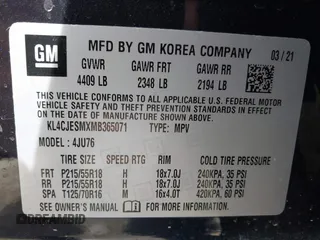 GM
MFD BY GM KOREA COMPANY 03/21
GVWR GAWR FRT GAWR RR
4409 LB 2348 LB 2194 LB
THIS VEHICLE CONFORMS TO ALL APPLICABLE U.S. FEDERAL MOTOR
VEHICLE SAFETY, BUMPER, AND THEFT PREVENTION STANDARDS
IN EFFECT ON THE DATE OF MANUFACTURE SHOWN ABOVE.
KL4CJESMXMB365071 TYPE: MPV
MODEL : 4JU76
TIRE SIZE SPEED RTG RIM COLD TIRE PRESSURE
FRT P215/55R18 H 18x7.0J 240KPA, 35 PSI
RR P215/55R18 H 18x7.0J 240KPA, 35 PSI
SPA T125/70R16 M 16x4.0T 420KPA, 60 PSI
SEE OWNER'S MANUAL FOR ADDITIONAL INFORMATION.